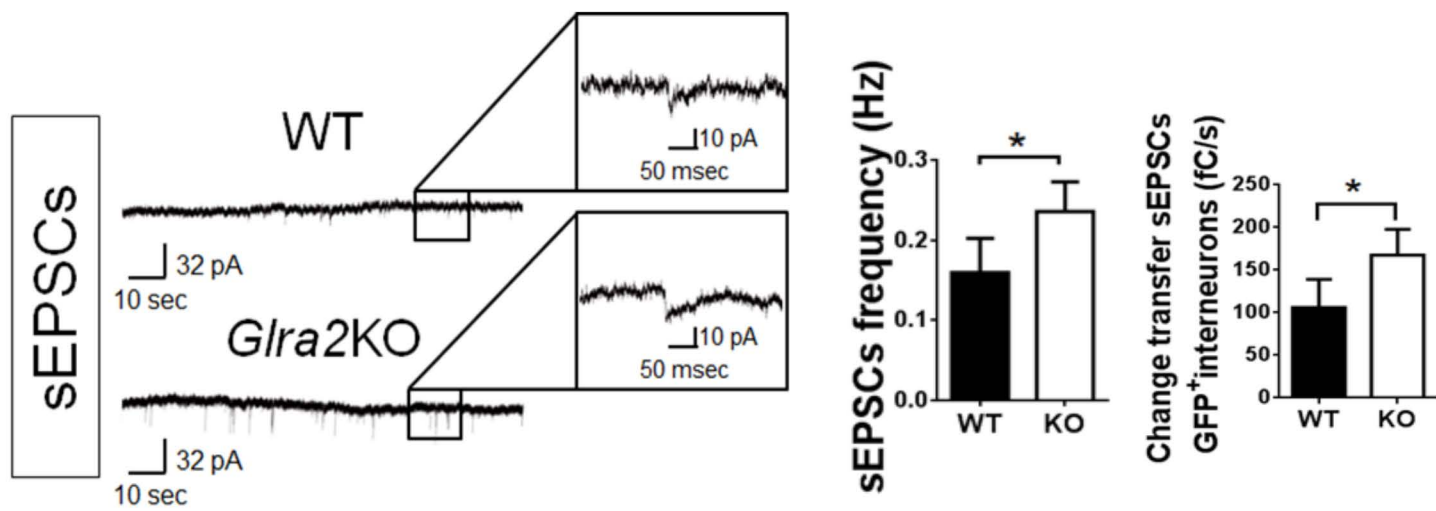 sEPSCs
WT
32 pA
10 sec
Glra2KO
32 pA
10 sec
10 pA
50 msec
10 pA
50 msec
sEPSCs frequency (Hz)
0.3
0.2
0.1
0.0
*
WT KO
Change transfer sEPSCs
GFP⁺interneurons (fC/s)
250
200
150
100
50
0
*
WT KO